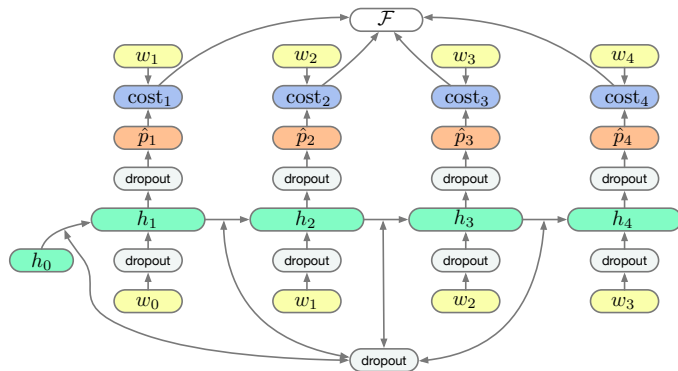 𝓕
w₁ w₂ w₃ w₄
cost₁ cost₂ cost₃ cost₄
p̂₁ p̂₂ p̂₃ p̂₄
dropout dropout dropout dropout
h₁ h₂ h₃ h₄
h₀ dropout dropout dropout dropout
w₀ w₁ w₂ w₃
dropout